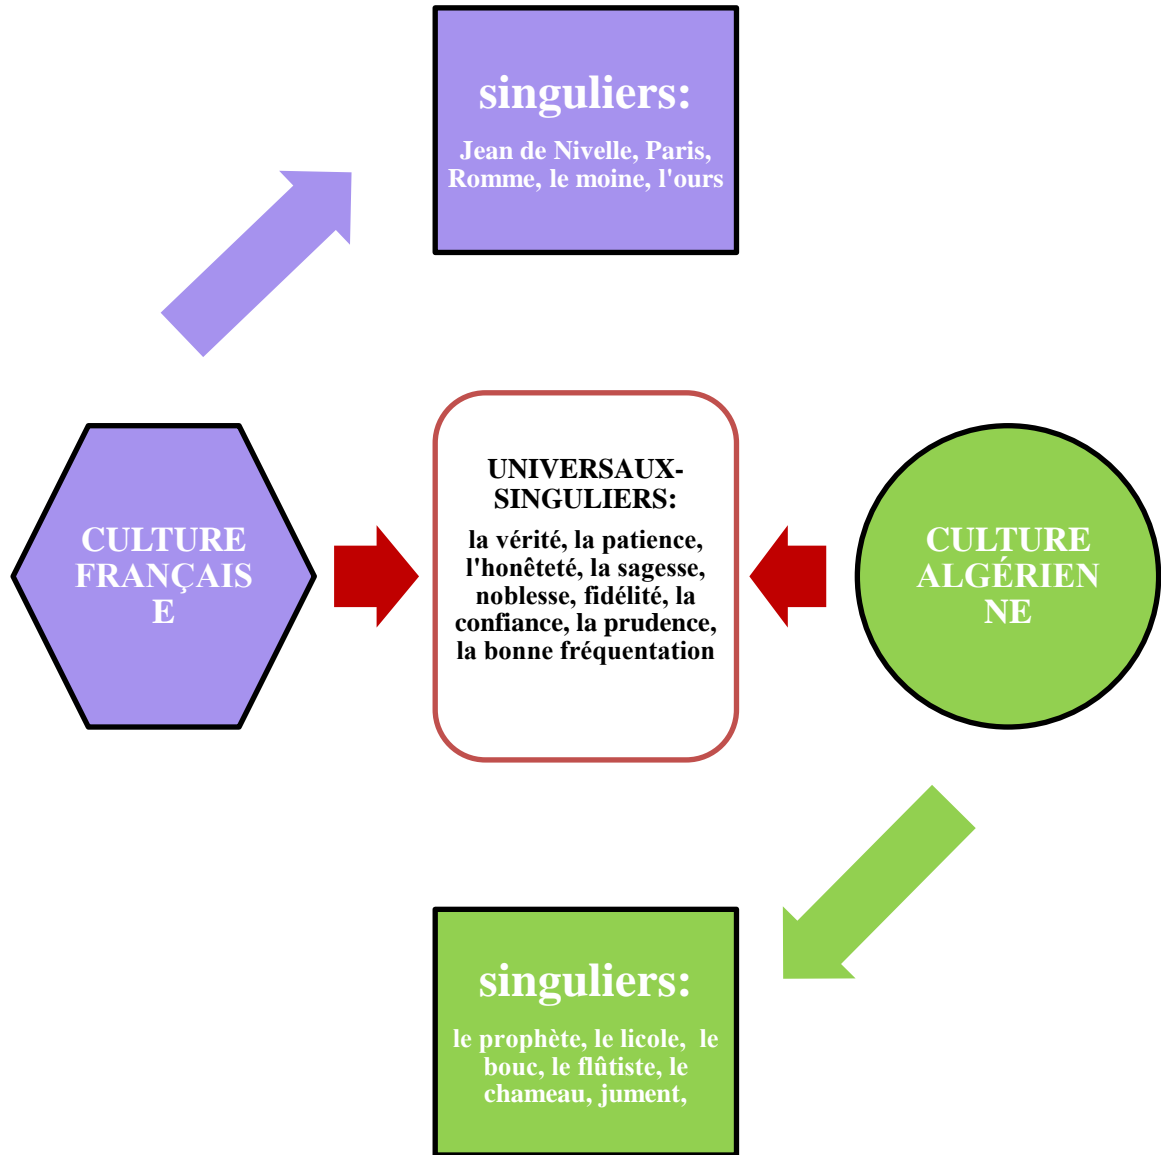 singuliers:
Jean de Nivelle, Paris,
Romme, le moine, l'ours
CULTURE
FRANÇAIS
E
UNIVERSAUX-
SINGULIERS:
la vérité, la patience,
l'honêteté, la sagesse,
noblesse, fidélité, la
confiance, la prudence,
la bonne fréquentation
CULTURE
ALGÉRIEN
NE
singuliers:
le prophète, le licole, le
bouc, le flûtiste, le
chameau, jument,